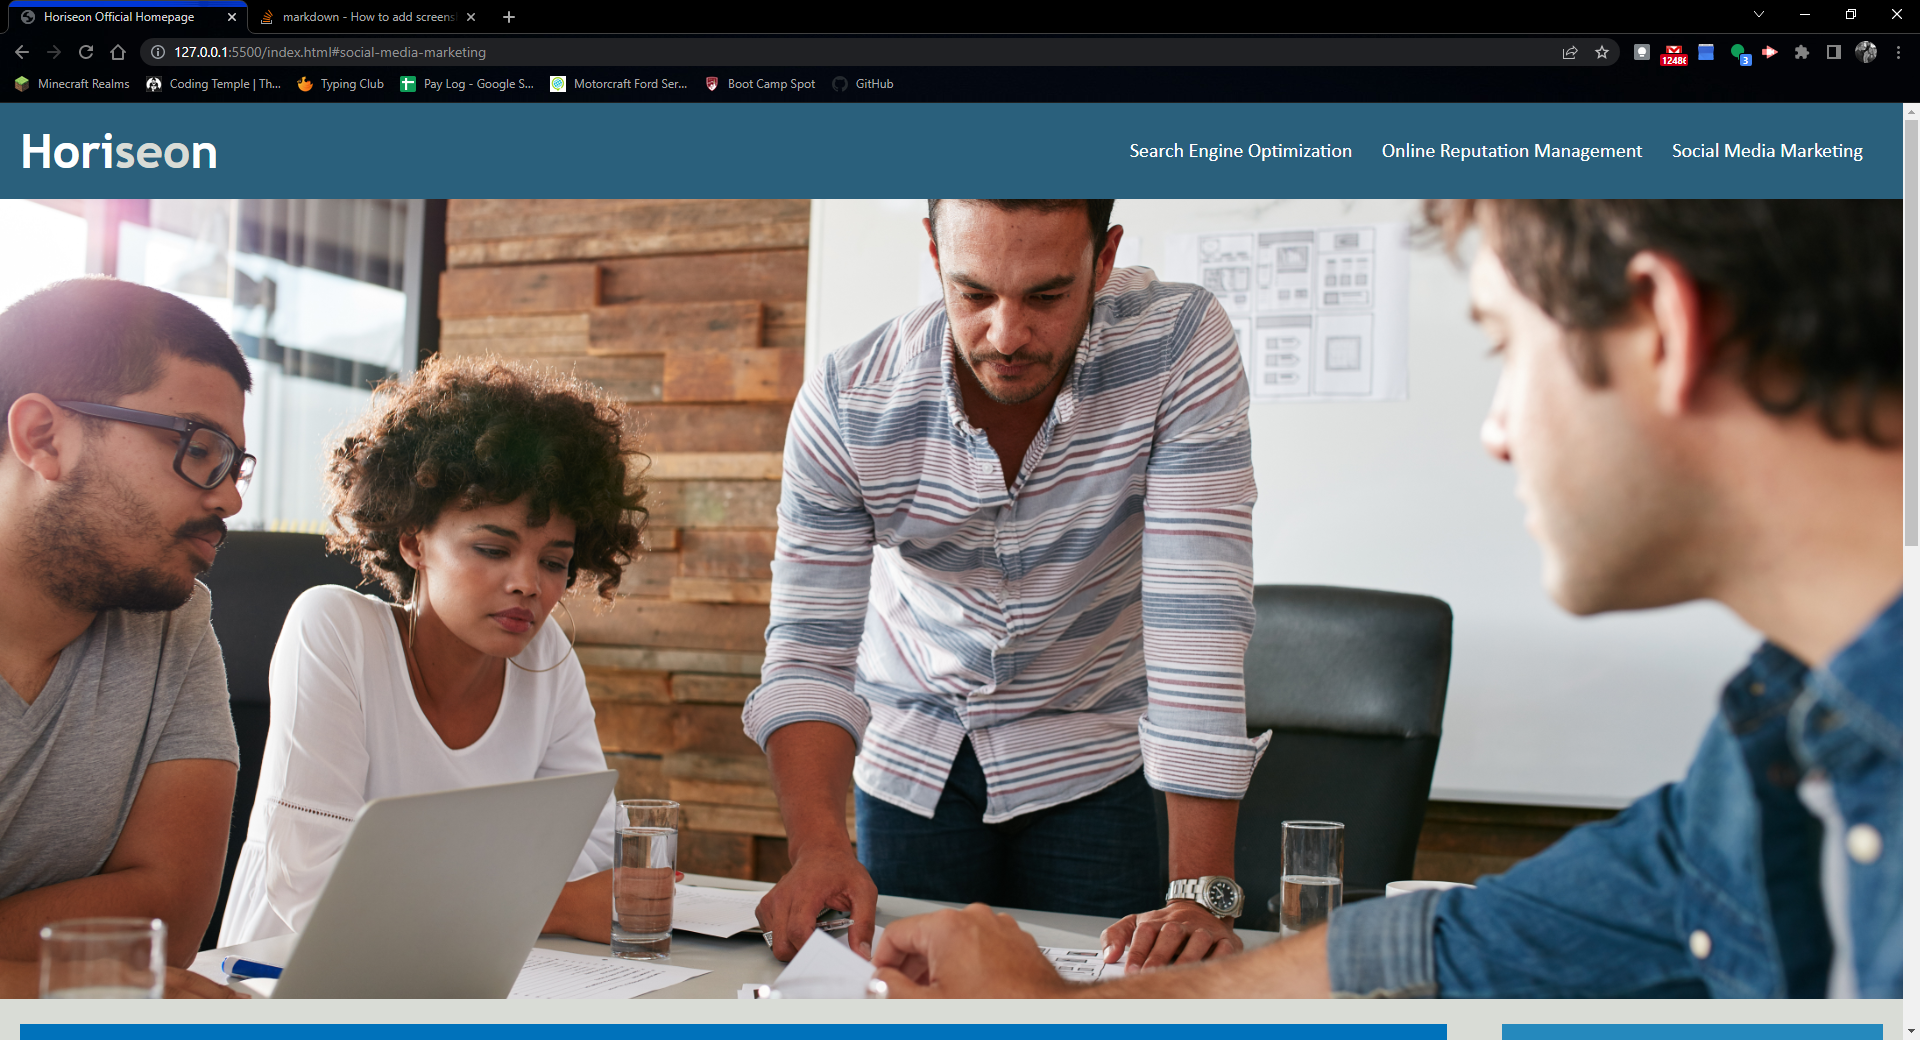 Horiseon Official Homepage
markdown - How to add screens
127.0.0.1:5500/index.html#social-media-marketing
12486
3
Minecraft Realms
Coding Temple | Th...
Typing Club
Pay Log - Google S...
Motorcraft Ford Ser...
Boot Camp Spot
GitHub
Horiseon
Search Engine Optimization
Online Reputation Management
Social Media Marketing